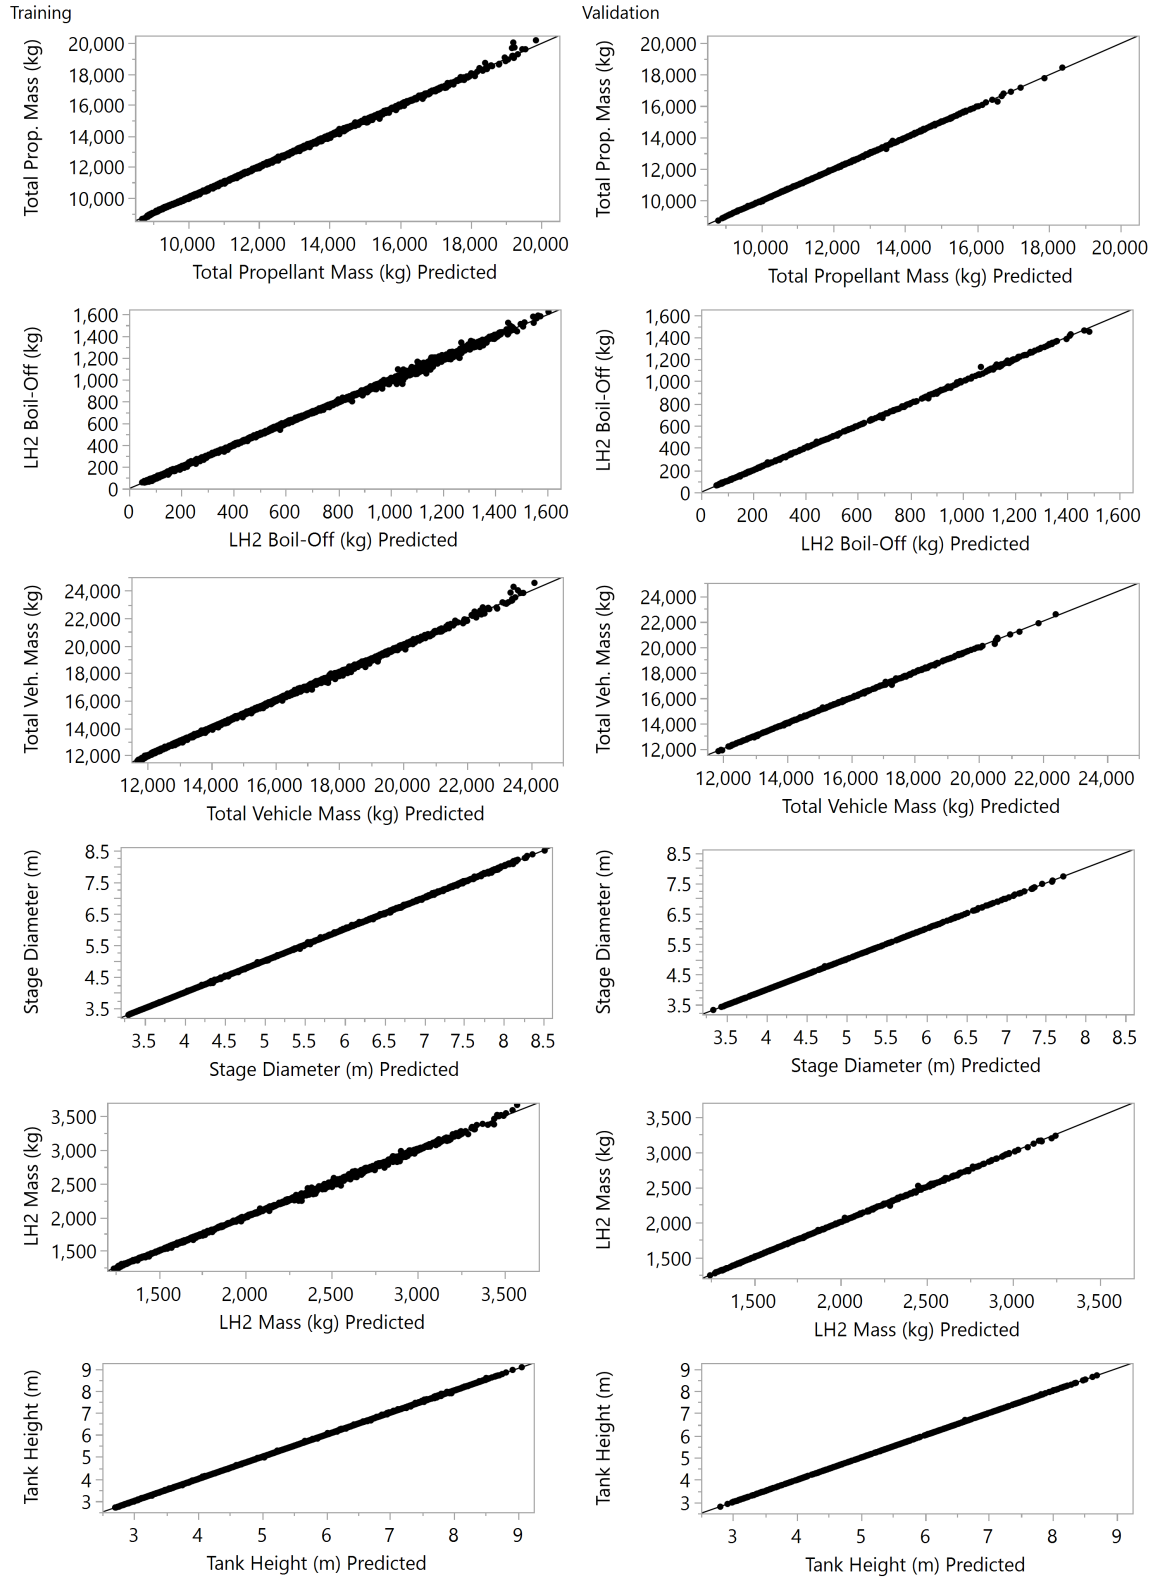 Training
Validation
Total Prop. Mass (kg)
20,000
18,000
16,000
14,000
12,000
10,000
10,000 12,000 14,000 16,000 18,000 20,000
Total Propellant Mass (kg) Predicted
Total Prop. Mass (kg)
20,000
18,000
16,000
14,000
12,000
10,000
10,000 12,000 14,000 16,000 18,000 20,000
Total Propellant Mass (kg) Predicted
LH2 Boil-Off (kg)
1,600
1,400
1,200
1,000
800
600
400
200
0
0 200 400 600 800 1,000 1,200 1,400 1,600
LH2 Boil-Off (kg) Predicted
LH2 Boil-Off (kg)
1,600
1,400
1,200
1,000
800
600
400
200
0
0 200 400 600 800 1,000 1,200 1,400 1,600
LH2 Boil-Off (kg) Predicted
Total Veh. Mass (kg)
24,000
22,000
20,000
18,000
16,000
14,000
12,000
12,000 14,000 16,000 18,000 20,000 22,000 24,000
Total Vehicle Mass (kg) Predicted
Total Veh. Mass (kg)
24,000
22,000
20,000
18,000
16,000
14,000
12,000
12,000 14,000 16,000 18,000 20,000 22,000 24,000
Total Vehicle Mass (kg) Predicted
Stage Diameter (m)
8.5
7.5
6.5
5.5
4.5
3.5
3.5 4 4.5 5 5.5 6 6.5 7 7.5 8 8.5
Stage Diameter (m) Predicted
Stage Diameter (m)
8.5
7.5
6.5
5.5
4.5
3.5
3.5 4 4.5 5 5.5 6 6.5 7 7.5 8 8.5
Stage Diameter (m) Predicted
LH2 Mass (kg)
3,500
3,000
2,500
2,000
1,500
1,500 2,000 2,500 3,000 3,500
LH2 Mass (kg) Predicted
LH2 Mass (kg)
3,500
3,000
2,500
2,000
1,500
1,500 2,000 2,500 3,000 3,500
LH2 Mass (kg) Predicted
Tank Height (m)
9
8
7
6
5
4
3
3 4 5 6 7 8 9
Tank Height (m) Predicted
Tank Height (m)
9
8
7
6
5
4
3
3 4 5 6 7 8 9
Tank Height (m) Predicted